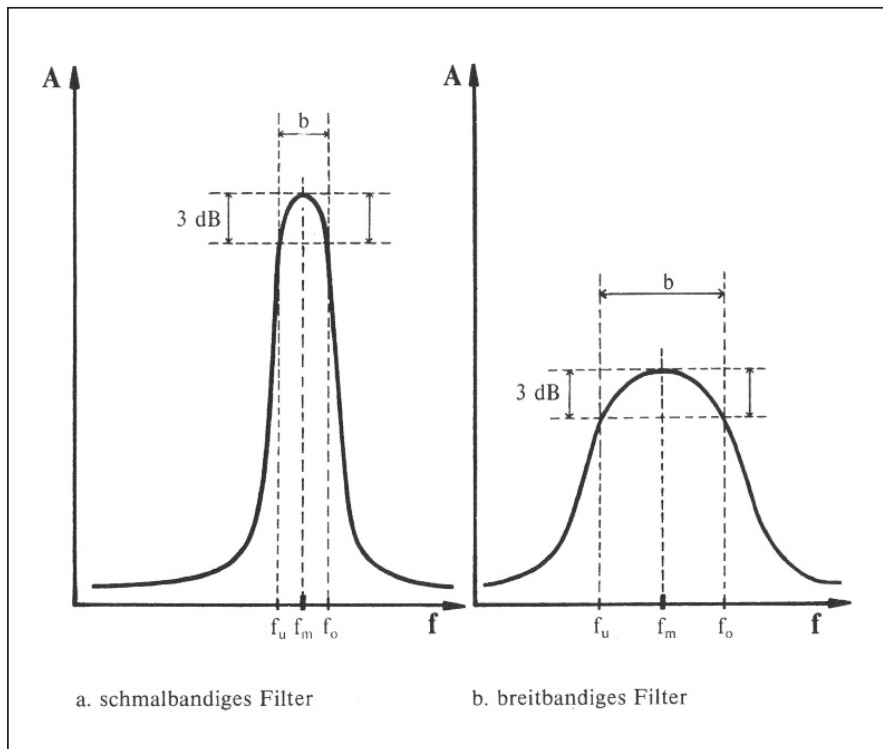 A
b
3 dB
f_u f_m f_o
f
a. schmalbandiges Filter
A
b
3 dB
f_u f_m f_o
f
b. breitbandiges Filter